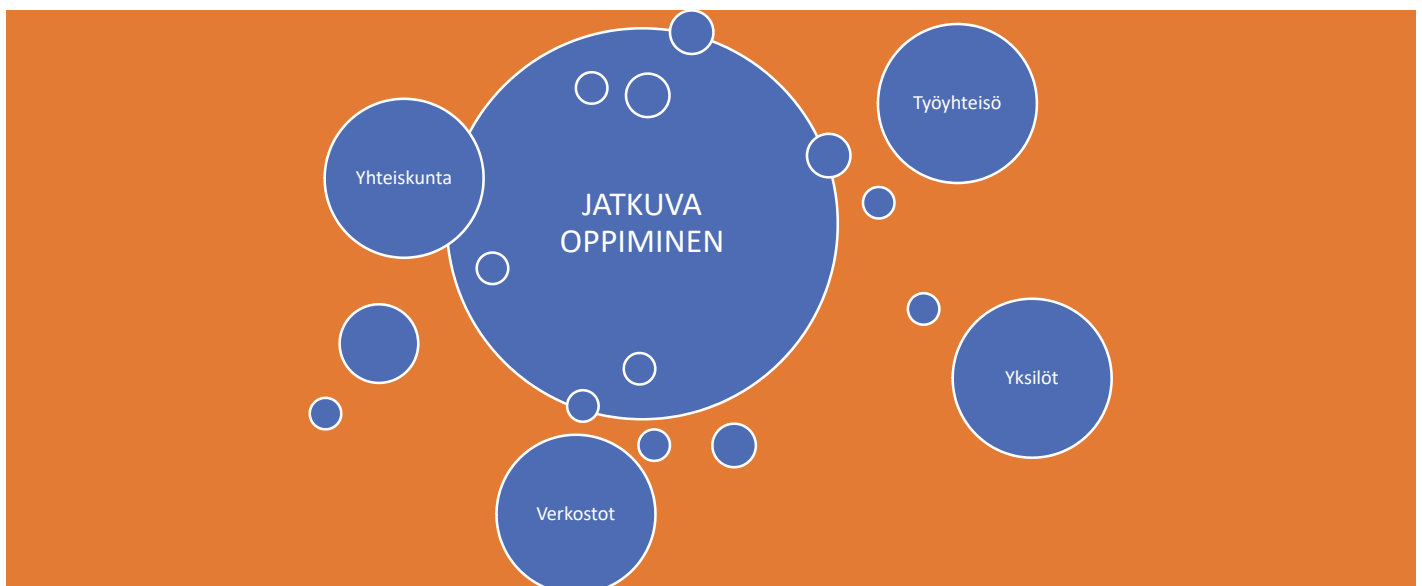 Työyhteisö
Yhteiskunta
JATKUVA
OPPIMINEN
Yksilöt
Verkostot